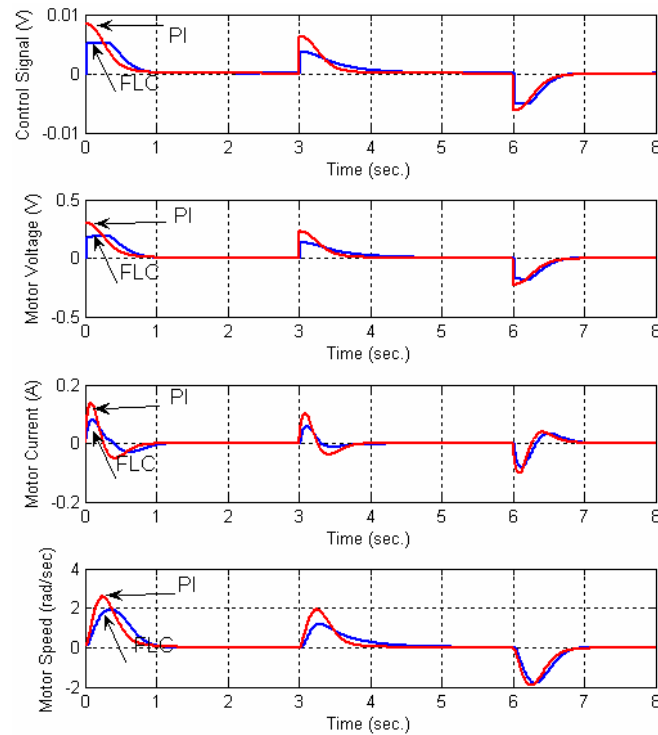 Control Signal (V)
0.01
0
-0.01
PI
FLC
0 1 2 3 4 5 6 7 8
Time (sec.)
Motor Voltage (V)
0.5
0
-0.5
PI
FLC
0 1 2 3 4 5 6 7 8
Time (sec.)
Motor Current (A)
0.2
0
-0.2
PI
FLC
0 1 2 3 4 5 6 7 8
Time (sec.)
Motor Speed (rad/sec)
4
2
0
-2
PI
FLC
0 1 2 3 4 5 6 7 8
Time (sec.)